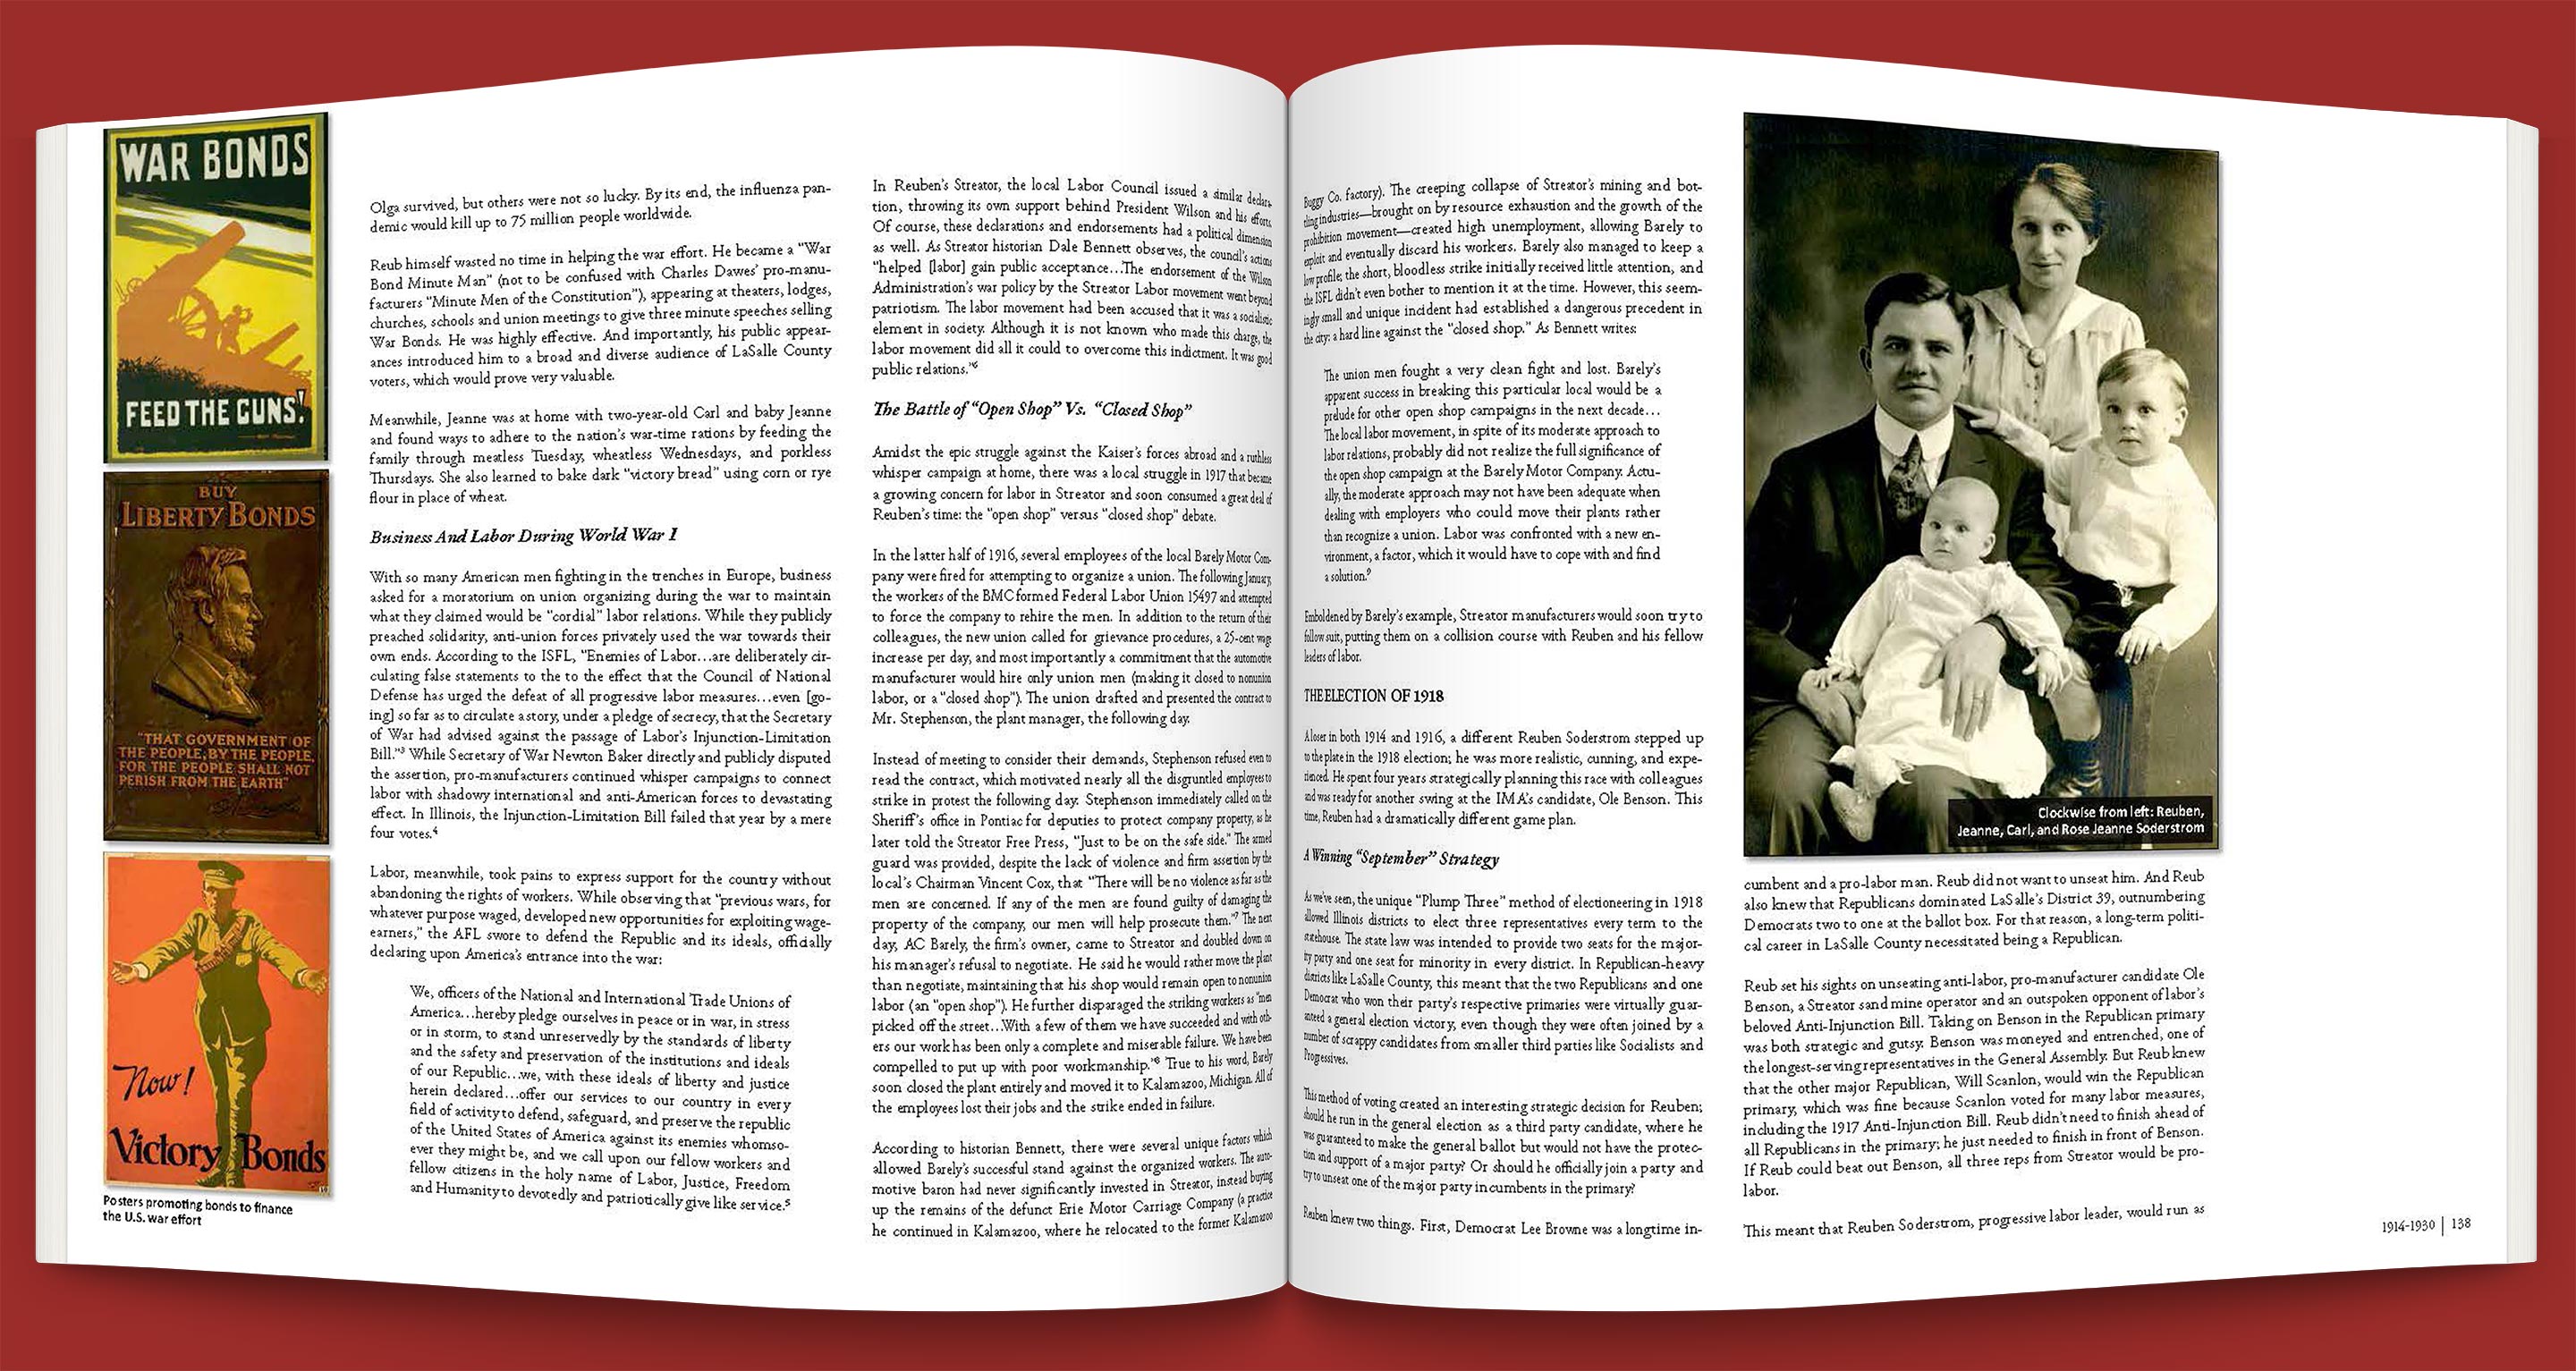 WAR BONDS
FEED THE GUNS!
BUY
LIBERTY BONDS
"THAT GOVERNMENT OF
THE PEOPLE, BY THE PEOPLE,
FOR THE PEOPLE SHALL NOT
PERISH FROM THE EARTH"
Now!
Victory Bonds
Posters promoting bonds to finance
the U.S. war effort
Olga survived, but others were not so lucky. By its end, the influenza pan-
demic would kill up to 75 million people worldwide.
Reub himself wasted no time in helping the war effort. He became a "War
Bond Minute Man" (not to be confused with Charles Dawes' pro-manu-
facturers "Minute Men of the Constitution"), appearing at theaters, lodges,
churches, schools and union meetings to give three minute speeches selling
War Bonds. He was highly effective. And importantly, his public appear-
ances introduced him to a broad and diverse audience of LaSalle County
voters, which would prove very valuable.
Meanwhile, Jeanne was at home with two-year-old Carl and baby Jeanne
and found ways to adhere to the nation's war-time rations by feeding the
family through meatless Tuesday, wheatless Wednesdays, and porkless
Thursdays. She also learned to bake dark "victory bread" using corn or rye
flour in place of wheat.
Business And Labor During World War I
With so many American men fighting in the trenches in Europe, business
asked for a moratorium on union organizing during the war to maintain
what they claimed would be "cordial" labor relations. While they publicly
preached solidarity, anti-union forces privately used the war towards their
own ends. According to the ISFL, "Enemies of Labor...are deliberately cir-
culating false statements to the to the effect that the Council of National
Defense has urged the defeat of all progressive labor measures...even [go-
ing] so far as to circulate a story, under a pledge of secrecy, that the Secretary
of War had advised against the passage of Labor's Injunction-Limitation
Bill."³ While Secretary of War Newton Baker directly and publicly disputed
the assertion, pro-manufacturers continued whisper campaigns to connect
labor with shadowy international and anti-American forces to devastating
effect. In Illinois, the Injunction-Limitation Bill failed that year by a mere
four votes.⁴
Labor, meanwhile, took pains to express support for the country without
abandoning the rights of workers. While observing that "previous wars, for
whatever purpose waged, developed new opportunities for exploiting wage-
earners," the AFL swore to defend the Republic and its ideals, officially
declaring upon America's entrance into the war:
We, officers of the National and International Trade Unions of
America...hereby pledge ourselves in peace or in war, in stress
or in storm, to stand unreservedly by the standards of liberty
and the safety and preservation of the institutions and ideals
of our Republic...we, with these ideals of liberty and justice
herein declared...offer our services to our country in every
field of activity to defend, safeguard, and preserve the republic
of the United States of America against its enemies whomso-
ever they might be, and we call upon our fellow workers and
fellow citizens in the holy name of Labor, Justice, Freedom
and Humanity to devotedly and patriotically give like service.⁵
In Reuben's Streator, the local Labor Council issued a similar declara-
tion, throwing its own support behind President Wilson and his efforts.
Of course, these declarations and endorsements had a political dimension
as well. As Streator historian Dale Bennett observes, the council's actions
"helped [labor] gain public acceptance...The endorsement of the Wilson
Administration's war policy by the Streator Labor movement went beyond
patriotism. The labor movement had been accused that it was a socialistic
element in society. Although it is not known who made this charge, the
labor movement did all it could to overcome this indictment. It was good
public relations."⁶
The Battle of "Open Shop" Vs. "Closed Shop"
Amidst the epic struggle against the Kaiser's forces abroad and a ruthless
whisper campaign at home, there was a local struggle in 1917 that became
a growing concern for labor in Streator and soon consumed a great deal of
Reuben's time: the "open shop" versus "closed shop" debate.
In the latter half of 1916, several employees of the local Barely Motor Com-
pany were fired for attempting to organize a union. The following January,
the workers of the BMC formed Federal Labor Union 15497 and attempted
to force the company to rehire the men. In addition to the return of their
colleagues, the new union called for grievance procedures, a 25-cent wage
increase per day, and most importantly a commitment that the automotive
manufacturer would hire only union men (making it closed to nonunion
labor, or a "closed shop"). The union drafted and presented the contract to
Mr. Stephenson, the plant manager, the following day.
Instead of meeting to consider their demands, Stephenson refused even to
read the contract, which motivated nearly all the disgruntled employees to
strike in protest the following day. Stephenson immediately called on the
Sheriff's office in Pontiac for deputies to protect company property, as he
later told the Streator Free Press, "Just to be on the safe side." The armed
guard was provided, despite the lack of violence and firm assertion by the
local's Chairman Vincent Cox, that "There will be no violence as far as the
men are concerned. If any of the men are found guilty of damaging the
property of the company, our men will help prosecute them."⁷ The next
day, AC Barely, the firm's owner, came to Streator and doubled down on
his manager's refusal to negotiate. He said he would rather move the plant
than negotiate, maintaining that his shop would remain open to nonunion
labor (an "open shop"). He further disparaged the striking workers as "men
picked off the street...With a few of them we have succeeded and with oth-
ers our work has been only a complete and miserable failure. We have been
compelled to put up with poor workmanship."⁸ True to his word, Barely
soon closed the plant entirely and moved it to Kalamazoo, Michigan. All of
the employees lost their jobs and the strike ended in failure.
According to historian Bennett, there were several unique factors which
allowed Barely's successful stand against the organized workers. The auto-
motive baron had never significantly invested in Streator, instead buying
up the remains of the defunct Erie Motor Carriage Company (a practice
he continued in Kalamazoo, where he relocated to the former Kalamazoo
Buggy Co. factory). The creeping collapse of Streator's mining and bot-
tling industries—brought on by resource exhaustion and the growth of the
prohibition movement—created high unemployment, allowing Barely to
exploit and eventually discard his workers. Barely also managed to keep a
low profile; the short, bloodless strike initially received little attention, and
the ISFL didn't even bother to mention it at the time. However, this seem-
ingly small and unique incident had established a dangerous precedent in
the city: a hard line against the "closed shop." As Bennett writes:
The union men fought a very clean fight and lost. Barely's
apparent success in breaking this particular local would be a
prelude for other open shop campaigns in the next decade...
The local labor movement, in spite of its moderate approach to
labor relations, probably did not realize the full significance of
the open shop campaign at the Barely Motor Company. Actu-
ally, the moderate approach may not have been adequate when
dealing with employers who could move their plants rather
than recognize a union. Labor was confronted with a new en-
vironment, a factor, which it would have to cope with and find
a solution.⁹
Emboldened by Barely's example, Streator manufacturers would soon try to
follow suit, putting them on a collision course with Reuben and his fellow
leaders of labor.
THE ELECTION OF 1918
A loser in both 1914 and 1916, a different Reuben Soderstrom stepped up
to the plate in the 1918 election; he was more realistic, cunning, and expe-
rienced. He spent four years strategically planning this race with colleagues
and was ready for another swing at the IMA's candidate, Ole Benson. This
time, Reuben had a dramatically different game plan.
A Winning "September" Strategy
As we've seen, the unique "Plump Three" method of electioneering in 1918
allowed Illinois districts to elect three representatives every term to the
statehouse. The state law was intended to provide two seats for the major-
ity party and one seat for minority in every district. In Republican-heavy
districts like LaSalle County, this meant that the two Republicans and one
Democrat who won their party's respective primaries were virtually guar-
anteed a general election victory, even though they were often joined by a
number of scrappy candidates from smaller third parties like Socialists and
Progressives.
This method of voting created an interesting strategic decision for Reuben;
should he run in the general election as a third party candidate, where he
was guaranteed to make the general ballot but would not have the protec-
tion and support of a major party? Or should he officially join a party and
try to unseat one of the major party incumbents in the primary?
Reuben knew two things. First, Democrat Lee Browne was a longtime in-
Clockwise from left: Reuben,
Jeanne, Carl, and Rose Jeanne Soderstrom
cumbent and a pro-labor man. Reub did not want to unseat him. And Reub
also knew that Republicans dominated LaSalle's District 39, outnumbering
Democrats two to one at the ballot box. For that reason, a long-term politi-
cal career in LaSalle County necessitated being a Republican.
Reub set his sights on unseating anti-labor, pro-manufacturer candidate Ole
Benson, a Streator sand mine operator and an outspoken opponent of labor's
beloved Anti-Injunction Bill. Taking on Benson in the Republican primary
was both strategic and gutsy. Benson was moneyed and entrenched, one of
the longest-serving representatives in the General Assembly. But Reub knew
that the other major Republican, Will Scanlon, would win the Republican
primary, which was fine because Scanlon voted for many labor measures,
including the 1917 Anti-Injunction Bill. Reub didn't need to finish ahead of
all Republicans in the primary; he just needed to finish in front of Benson.
If Reub could beat out Benson, all three reps from Streator would be pro-
labor.
This meant that Reuben Soderstrom, progressive labor leader, would run as
1914-1930 | 138